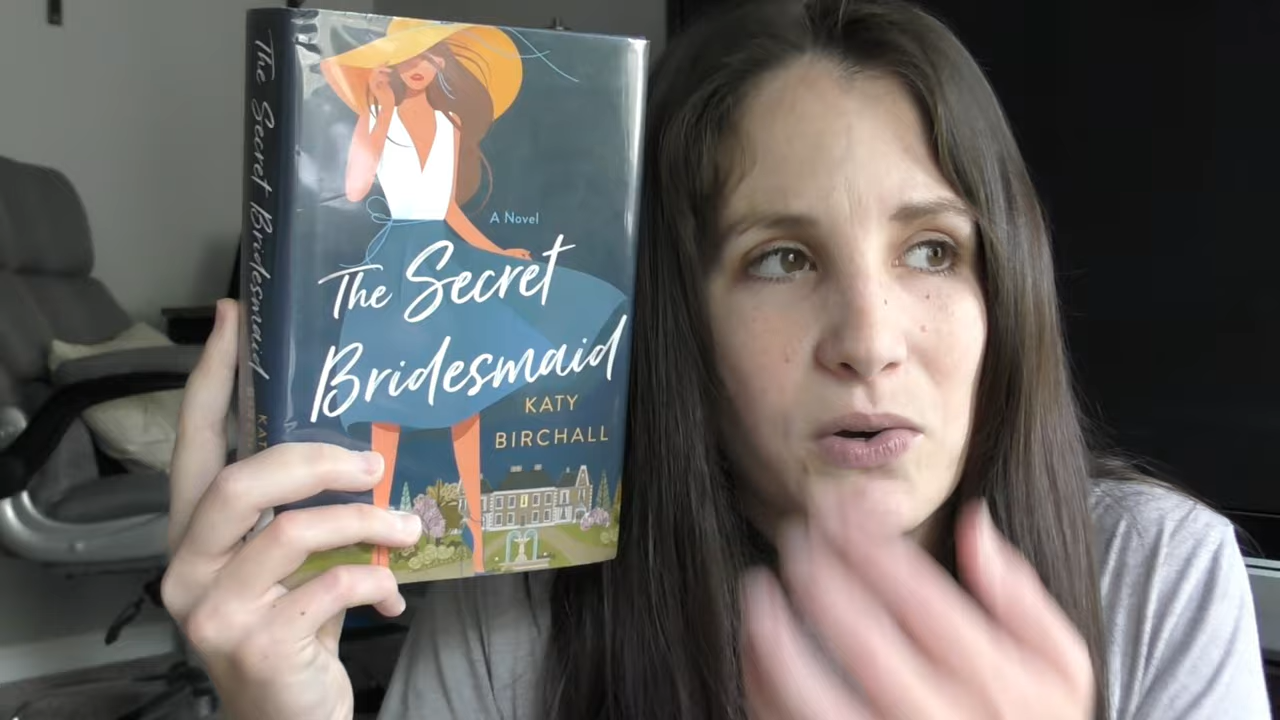 The Secret Bridesmaid
A Novel
The Secret
Bridesmaid
KATY
BIRCHALL